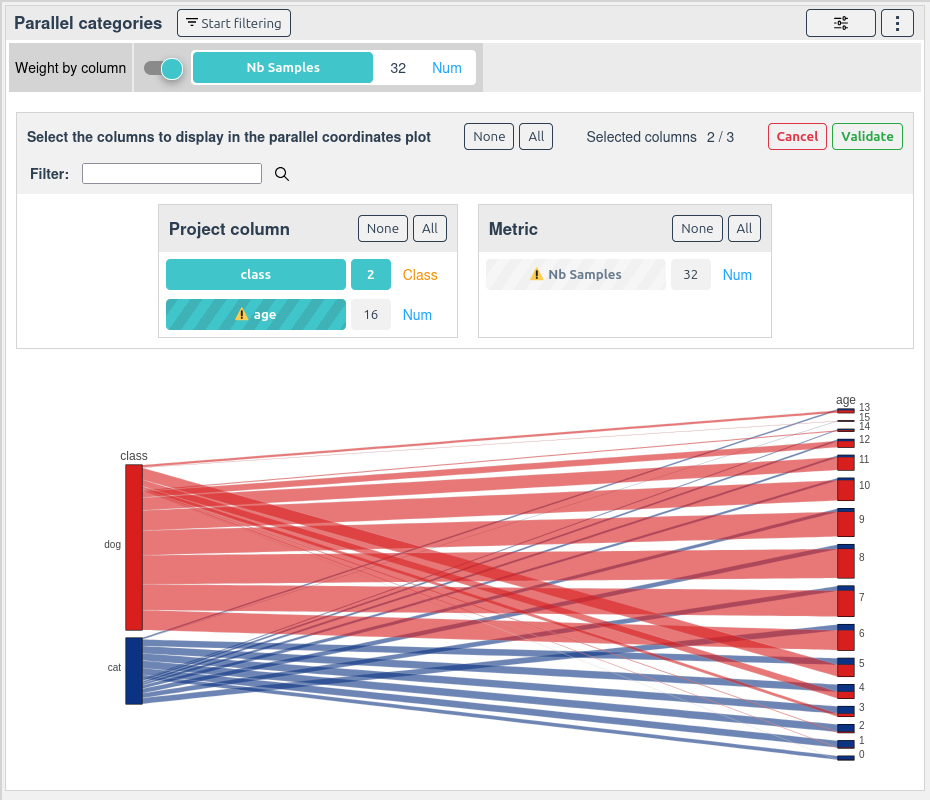 Parallel categories Start filtering
Weight by column Nb Samples 32 Num
Select the columns to display in the parallel coordinates plot None All Selected columns 2 / 3 Cancel Validate
Filter:
Project column None All Metric None All
class 2 Class Nb Samples 32 Num
age 16 Num
age
13
15
14
12
class
11
10
9
dog
8
7
6
5
cat
4
3
2
1
0